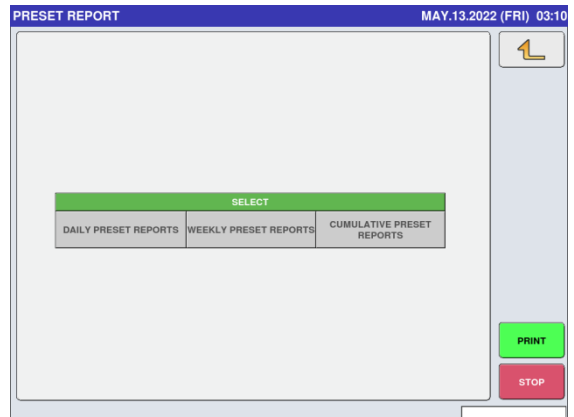 PRESET REPORT MAY.13.2022 (FRI) 03:10
SELECT
DAILY PRESET REPORTS WEEKLY PRESET REPORTS CUMULATIVE PRESET
REPORTS
PRINT
STOP